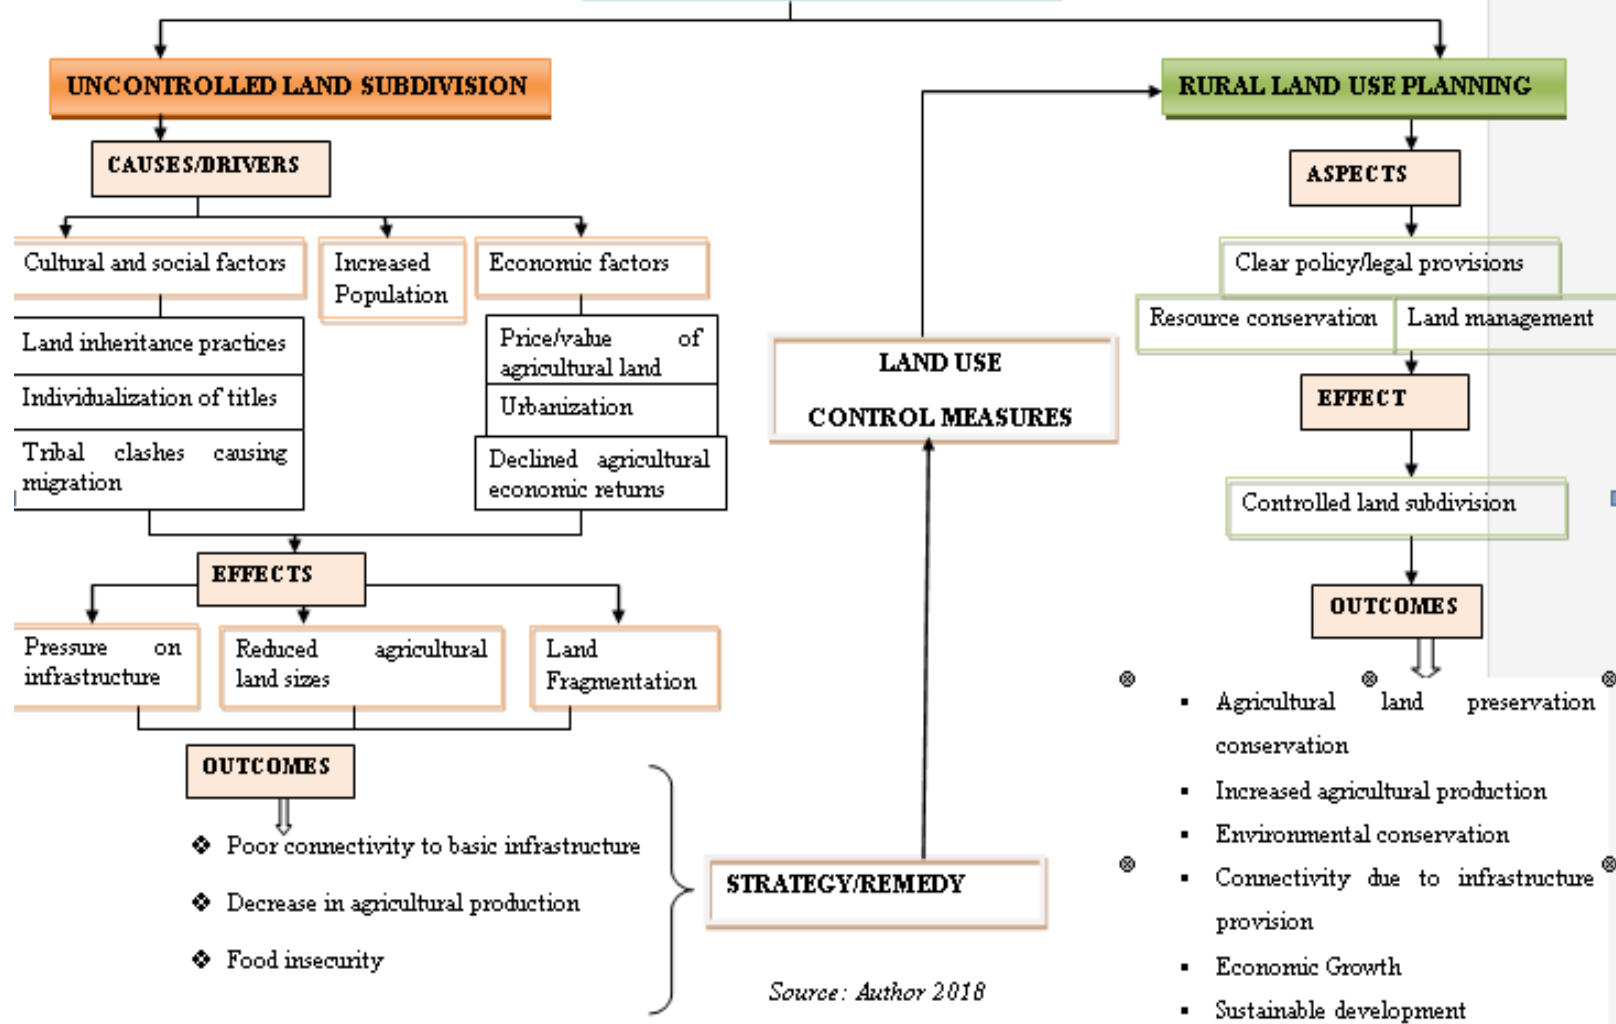 UNCONTROLLED LAND SUBDIVISION
CAUSES/DRIVERS
Cultural and social factors
Increased
Population
Economic factors
Land inheritance practices
Individualization of titles
Tribal clashes causing
migration
Price/value of
agricultural land
Urbanization
Declined agricultural
economic returns
EFFECTS
Pressure on
infrastructure
Reduced agricultural
land sizes
Land
Fragmentation
OUTCOMES
❖ Poor connectivity to basic infrastructure
❖ Decrease in agricultural production
❖ Food insecurity
STRATEGY/REMEDY
LAND USE
CONTROL MEASURES
RURAL LAND USE PLANNING
ASPECTS
Clear policy/legal provisions
Resource conservation
Land management
EFFECT
Controlled land subdivision
OUTCOMES
▪ Agricultural land preservation
conservation
▪ Increased agricultural production
▪ Environmental conservation
▪ Connectivity due to infrastructure
provision
▪ Economic Growth
▪ Sustainable development
Source: Author 2018